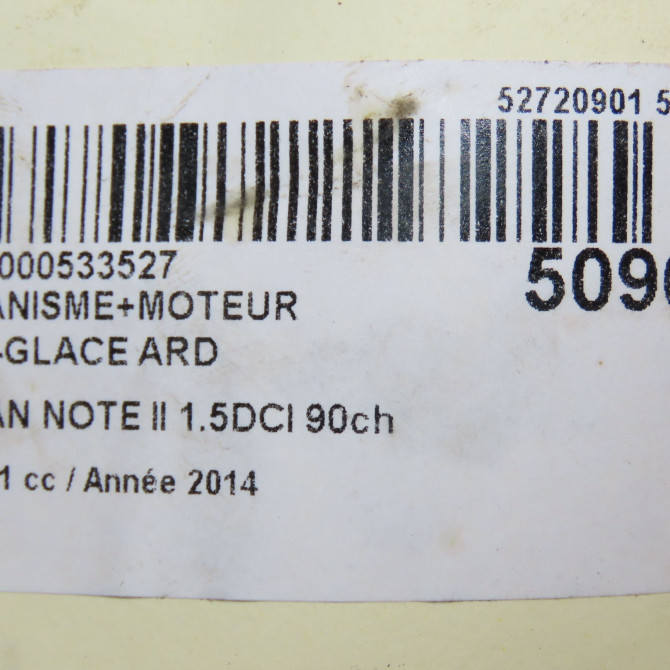 52720901 5
000533527
5090
ANISME+MOTEUR
-GLACE ARD
AN NOTE II 1.5DCI 90ch
1 cc / Année 2014